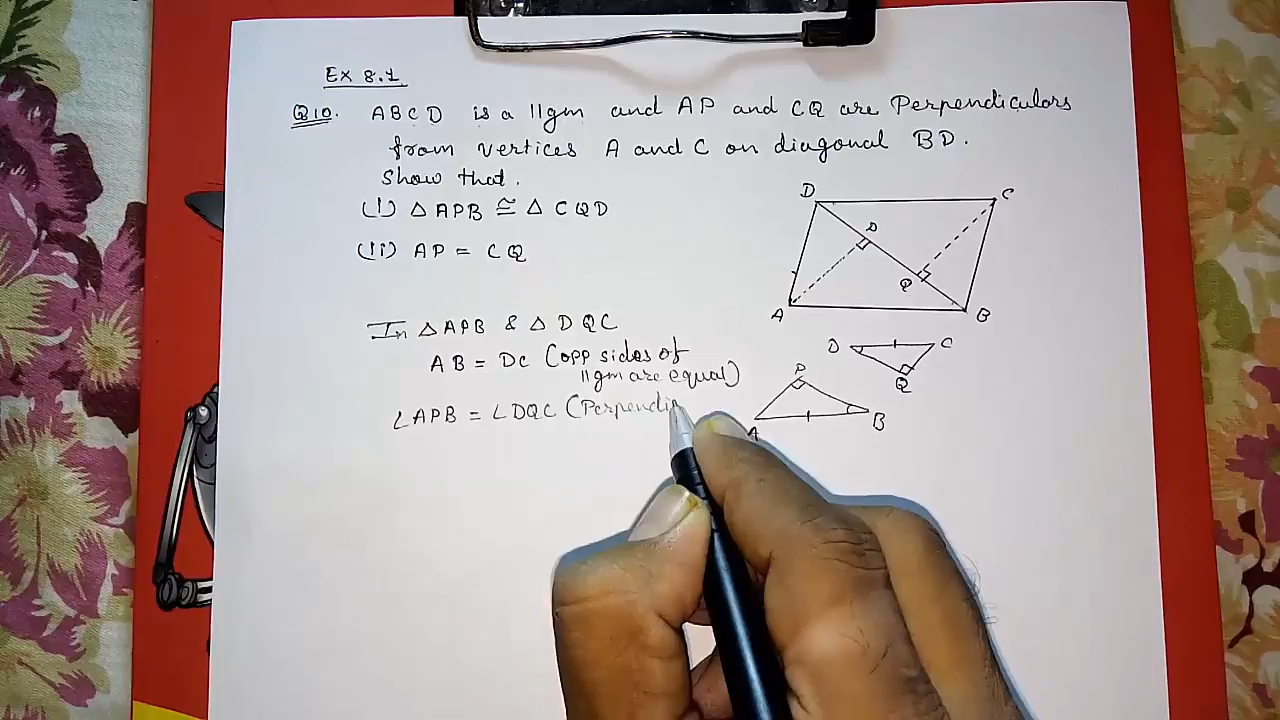 Ex 8.1
Q10. ABCD is a ||gm and AP and CQ are Perpendiculars
from vertices A and C on diagonal BD.
Show that.
(i) △ APB ≅ △ CQD
(ii) AP = CQ
D C
P
Q
A B
In △ APB & △ DQC
AB = DC (opp sides of
||gm are equal)
∠APB = ∠DQC (Perpendi
D C
Q
P
A B